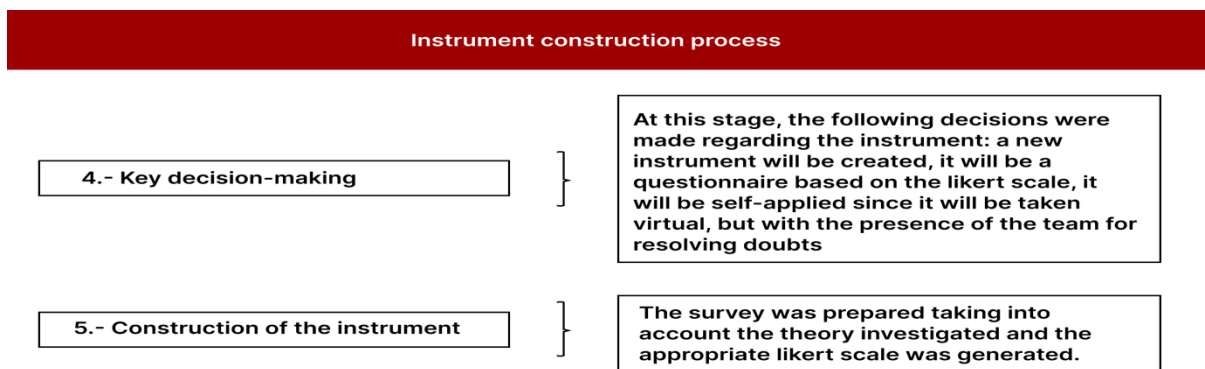 Instrument construction process
4.- Key decision-making
At this stage, the following decisions were
made regarding the instrument: a new
instrument will be created, it will be a
questionnaire based on the likert scale, it
will be self-applied since it will be taken
virtual, but with the presence of the team for
resolving doubts
5.- Construction of the instrument
The survey was prepared taking into
account the theory investigated and the
appropriate likert scale was generated.